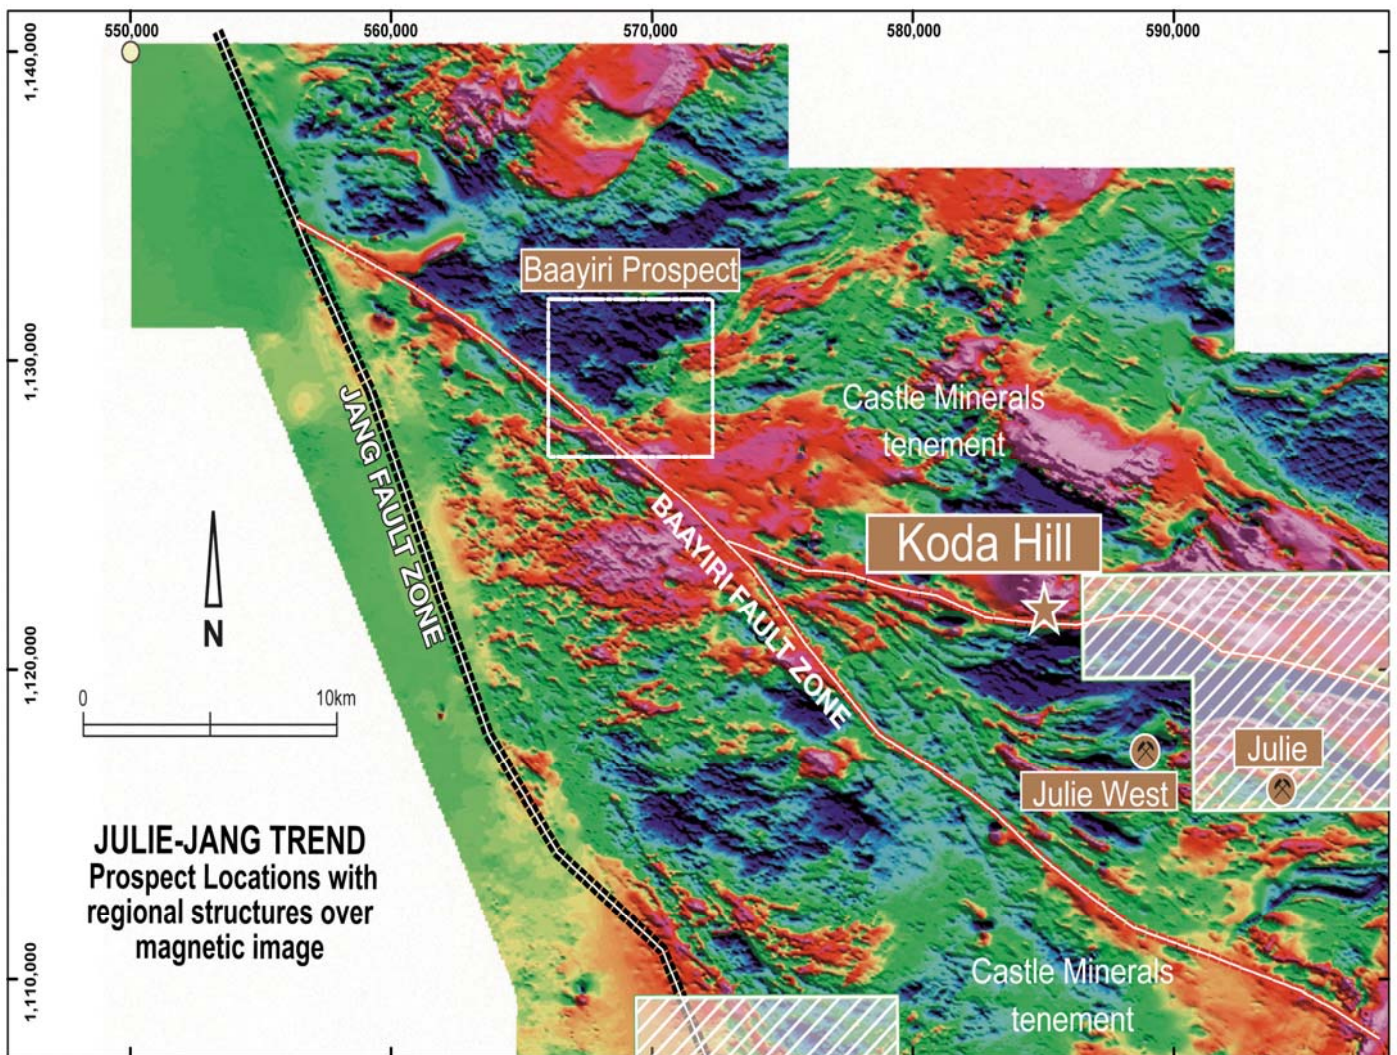 550,000
560,000
570,000
580,000
590,000
1,140,000
1,130,000
1,120,000
1,110,000
Baayiri Prospect
Castle Minerals
tenement
JANG FAULT ZONE
BAAYIRI FAULT ZONE
Koda Hill
N
0
10km
Julie
Julie West
JULIE-JANG TREND
Prospect Locations with
regional structures over
magnetic image
Castle Minerals
tenement